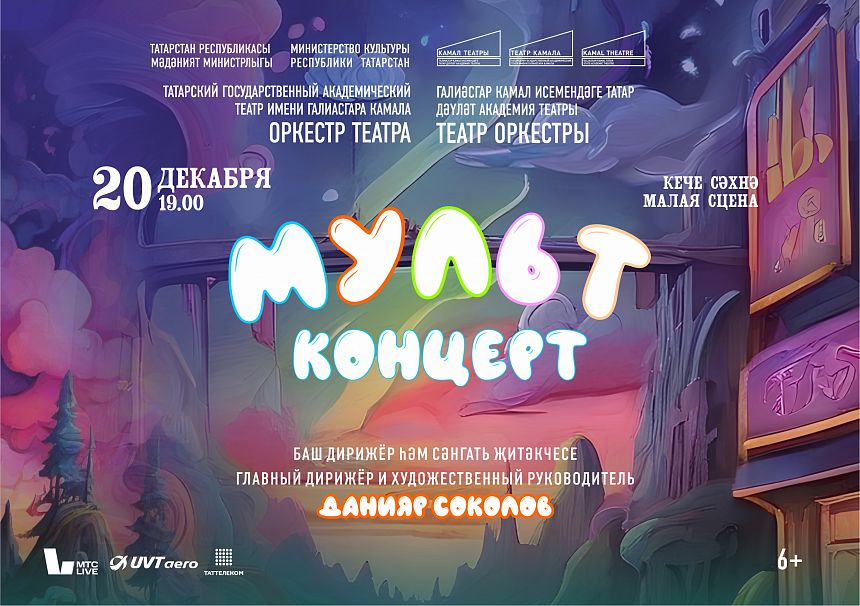 ТАТАРСТАН РЕСПУБЛИКАСЫ
МӘДӘНИЯТ МИНИСТРЛЫГЫ
МИНИСТЕРСТВО КУЛЬТУРЫ
РЕСПУБЛИКИ ТАТАРСТАН
КАМАЛ ТЕАТРЫ
ТЕАТР КАМАЛА
KAMAL THEATRE
ТАТАРСКИЙ ГОСУДАРСТВЕННЫЙ АКАДЕМИЧЕСКИЙ
ТЕАТР ИМЕНИ ГАЛИАСГАРА КАМАЛА
ОРКЕСТР ТЕАТРА
ГАЛИӘСГАР КАМАЛ ИСЕМЕНДӘГЕ ТАТАР
ДӘҮЛӘТ АКАДЕМИЯ ТЕАТРЫ
ТЕАТР ОРКЕСТРЫ
20 ДЕКАБРЯ
19.00
КЕЧЕ СӘХНӘ
МАЛАЯ СЦЕНА
МУЛЬТ
КОНЦЕРТ
БАШ ДИРИЖЁР ҺӘМ СӘНГАТЬ ҖИТӘКЧЕСЕ
ГЛАВНЫЙ ДИРИЖЁР И ХУДОЖЕСТВЕННЫЙ РУКОВОДИТЕЛЬ
ДАНИЯР СОКОЛОВ
МТС
LIVE
UVT aero
ТАТТЕЛЕКОМ
6+